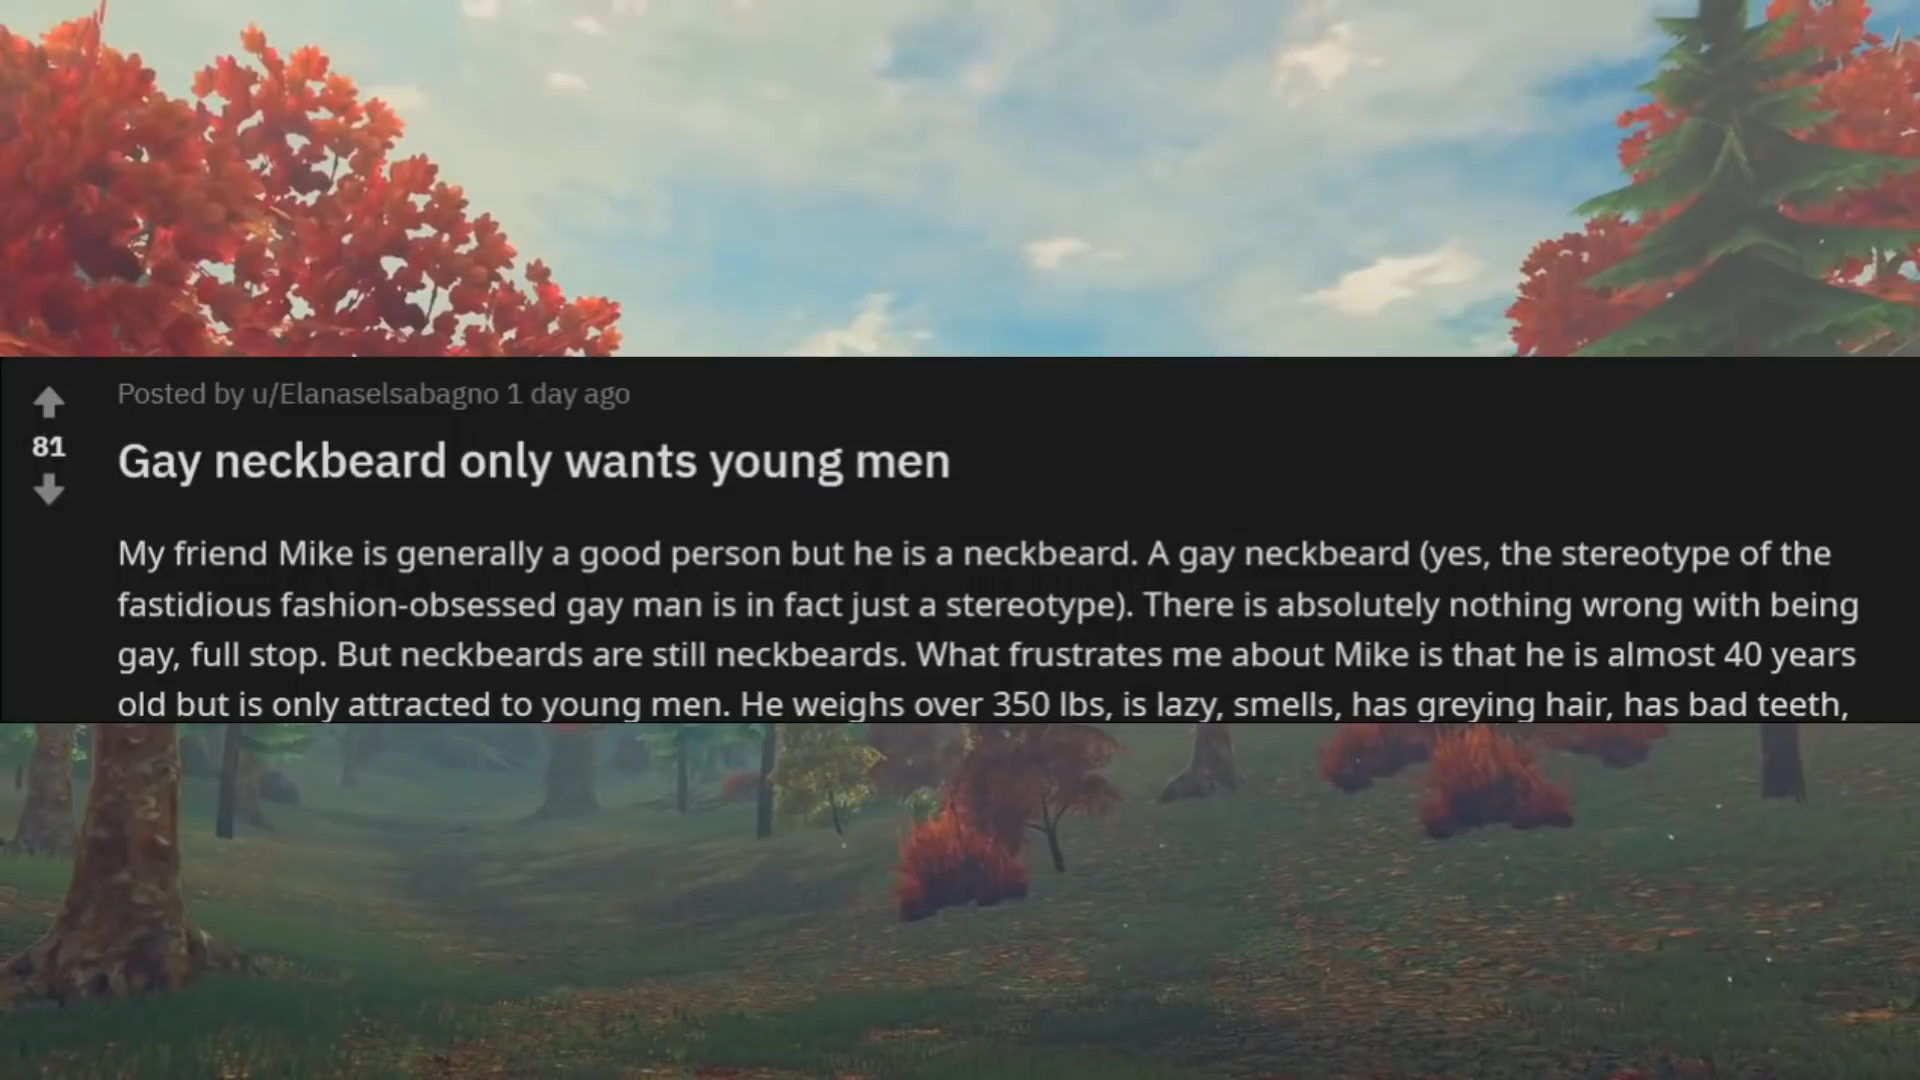 Posted by u/Elanaselsabagno 1 day ago
81
Gay neckbeard only wants young men
My friend Mike is generally a good person but he is a neckbeard. A gay neckbeard (yes, the stereotype of the
fastidious fashion-obsessed gay man is in fact just a stereotype). There is absolutely nothing wrong with being
gay, full stop. But neckbeards are still neckbeards. What frustrates me about Mike is that he is almost 40 years
old but is only attracted to young men. He weighs over 350 lbs, is lazy, smells, has greying hair, has bad teeth,